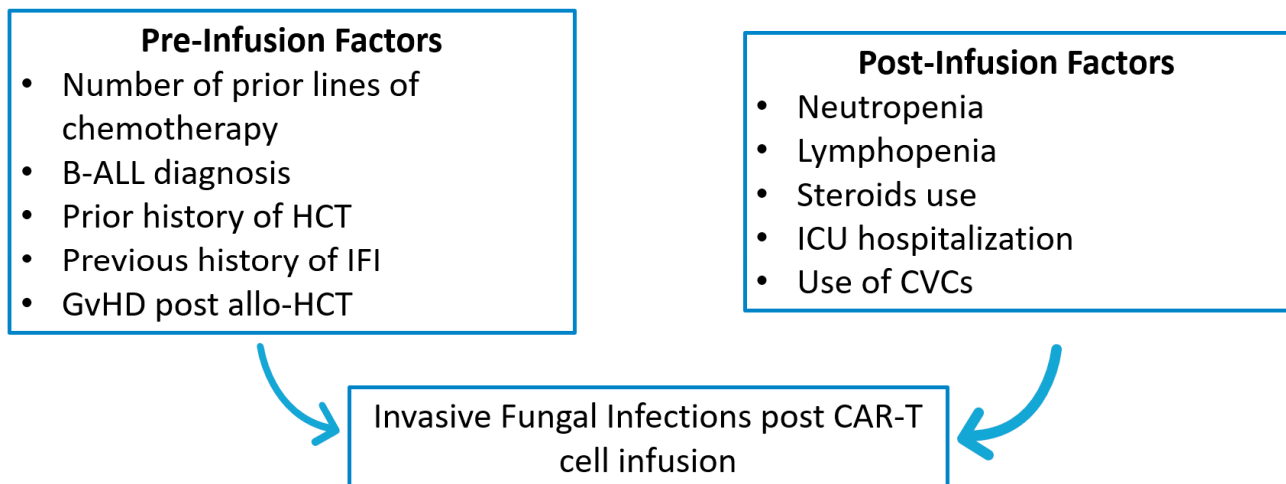 Pre-Infusion Factors
• Number of prior lines of
chemotherapy
• B-ALL diagnosis
• Prior history of HCT
• Previous history of IFI
• GvHD post allo-HCT
Post-Infusion Factors
• Neutropenia
• Lymphopenia
• Steroids use
• ICU hospitalization
• Use of CVCs
Invasive Fungal Infections post CAR-T
cell infusion